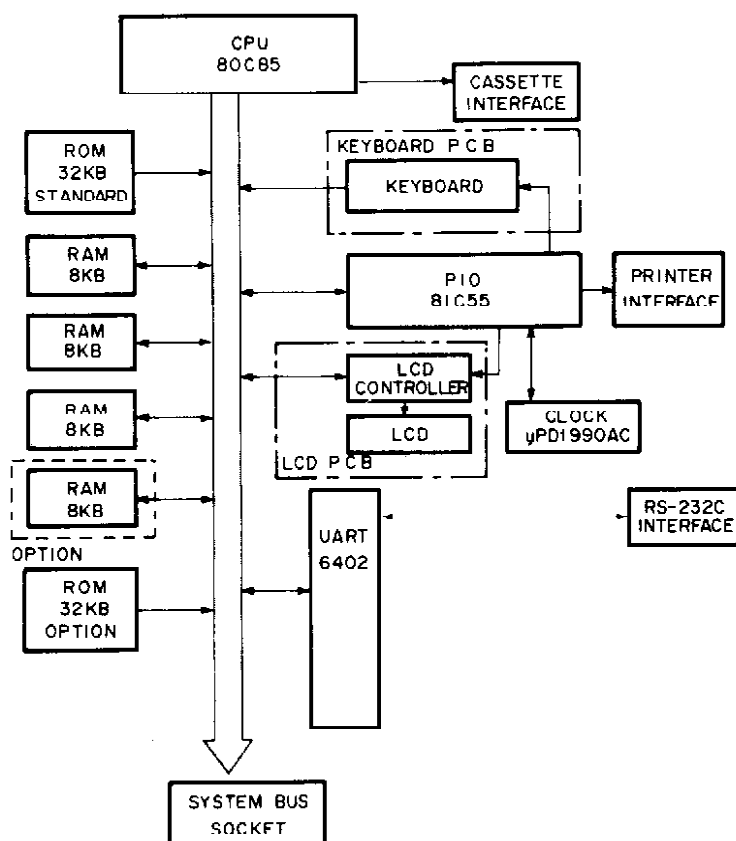 CPU
80C85
CASSETTE
INTERFACE
ROM
32KB
STANDARD
KEYBOARD P C B
KEYBOARD
RAM
8KB
PIO
81C55
PRINTER
INTERFACE
RAM
8KB
LCD
CONTROLLER
LCD
LCD P C B
CLOCK
μPD1990AC
RAM
8KB
RAM
8KB
OPTION
UART
6402
RS-232C
INTERFACE
ROM
32KB
OPTION
SYSTEM BUS
SOCKET